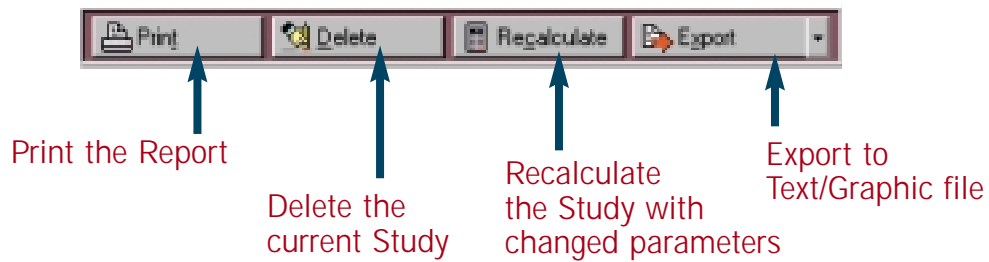 Print Delete Recalculate Export
Print the Report
Delete the
current Study
Recalculate
the Study with
changed parameters
Export to
Text/Graphic file